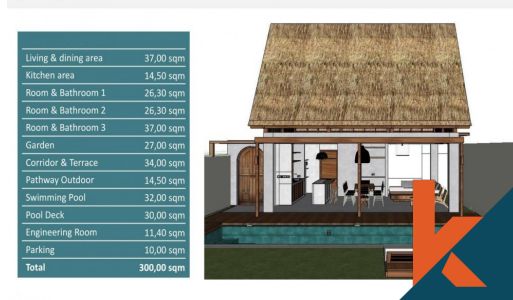 Living & dining area 37,00 sqm
Kitchen area 14,50 sqm
Room & Bathroom 1 26,30 sqm
Room & Bathroom 2 26,30 sqm
Room & Bathroom 3 37,00 sqm
Garden 27,00 sqm
Corridor & Terrace 34,00 sqm
Pathway Outdoor 14,50 sqm
Swimming Pool 32,00 sqm
Pool Deck 30,00 sqm
Engineering Room 11,40 sqm
Parking 10,00 sqm
Total 300,00 sqm